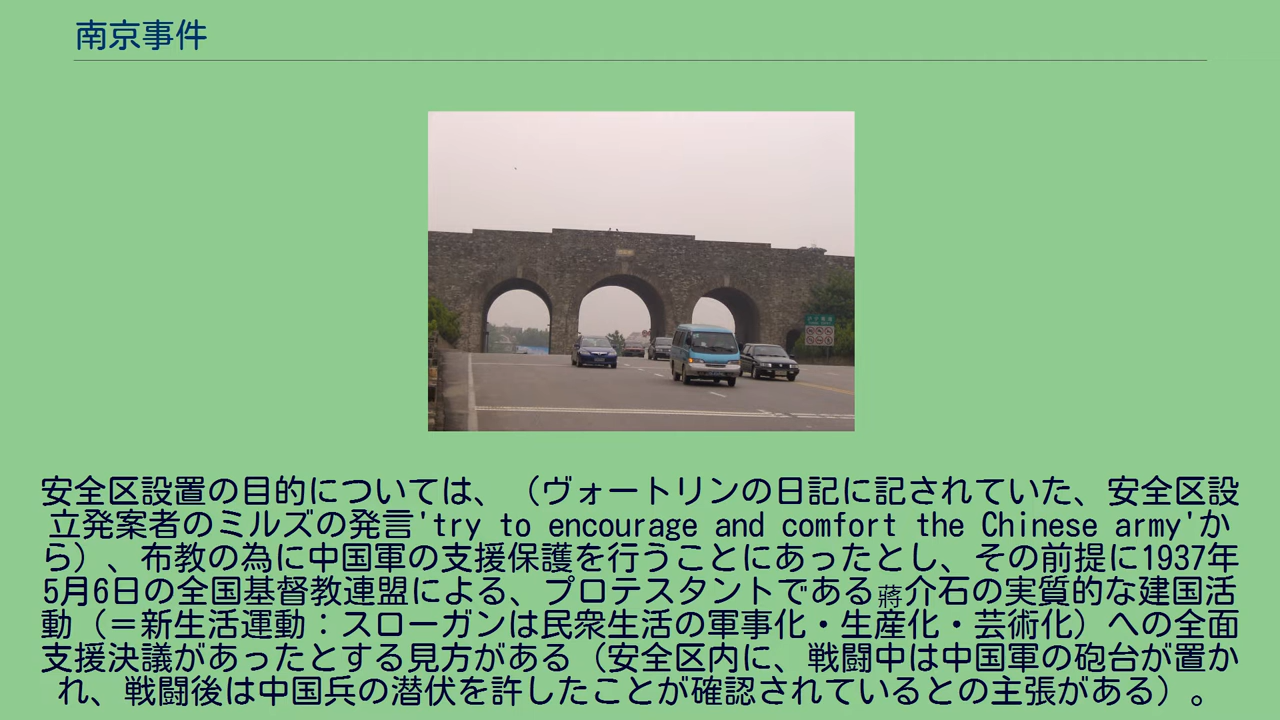 南京事件
安全区設置の目的については、（ヴォートリンの日記に記されていた、安全区設
立発案者のミルズの発言'try to encourage and comfort the Chinese army'か
ら）、布教の為に中国軍の支援保護を行うことにあったとし、その前提に1937年
5月6日の全国基督教連盟による、プロテスタントである蔣介石の実質的な建国活
動（＝新生活運動：スローガンは民衆生活の軍事化・生産化・芸術化）への全面
支援決議があったとする見方がある（安全区内に、戦闘中は中国軍の砲台が置か
れ、戦闘後は中国兵の潜伏を許したことが確認されているとの主張がある）。